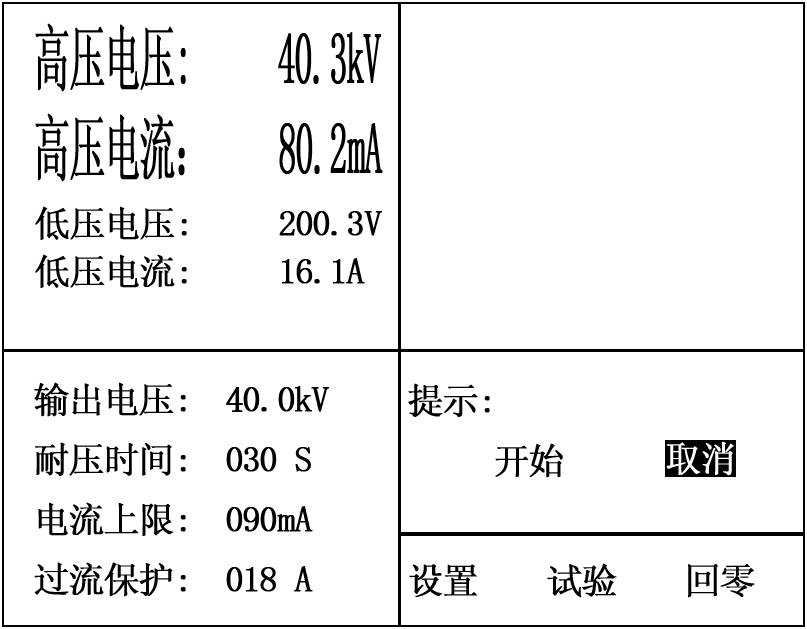 高压电压: 40.3kV
高压电流: 80.2mA
低压电压: 200.3V
低压电流: 16.1A
输出电压: 40.0kV
耐压时间: 030 S
电流上限: 090mA
过流保护: 018 A
提示:
开始 取消
设置 试验 回零